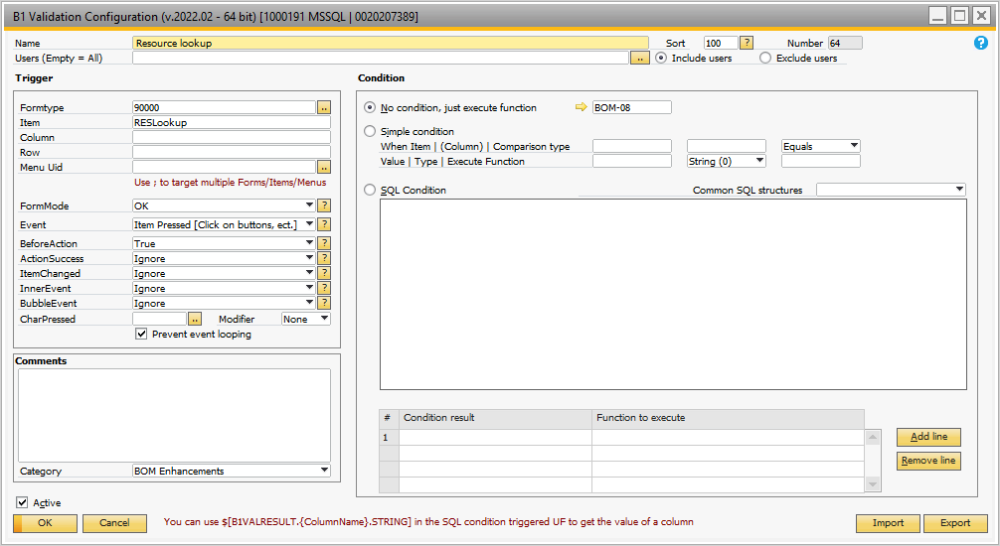 B1 Validation Configuration (v.2022.02 - 64 bit) [1000191 MSSQL | 0020207389]
Name Resource lookup Sort 100 ? Number 64 ?
Users (Empty = All) .. Include users Exclude users
Trigger Condition
Formtype 90000 .. No condition, just execute function BOM-08
Item RESLookup
Column Simple condition
Row When Item | (Column) | Comparison type Equals
Menu Uid .. Value | Type | Execute Function String (0)
Use ; to target multiple Forms/Items/Menus
SQL Condition Common SQL structures
FormMode OK ?
Event Item Pressed [Click on buttons, ect.] ?
BeforeAction True ?
ActionSuccess Ignore ?
ItemChanged Ignore ?
InnerEvent Ignore ?
BubbleEvent Ignore ?
CharPressed .. Modifier None
Prevent event looping
Comments
# Condition result Function to execute
1
Add line
Remove line
Category BOM Enhancements
Active
OK Cancel You can use $[B1VALRESULT.{ColumnName}.STRING] in the SQL condition triggered UF to get the value of a column Import Export